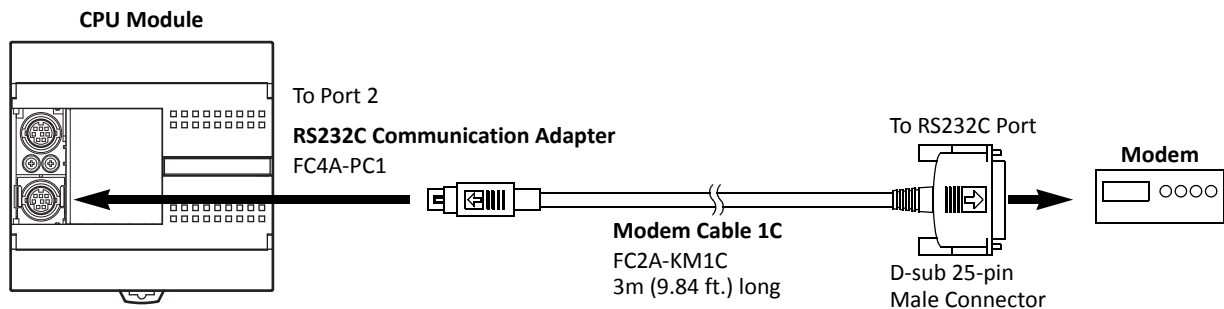 CPU Module
To Port 2
RS232C Communication Adapter
FC4A-PC1
Modem Cable 1C
FC2A-KM1C
3m (9.84 ft.) long
To RS232C Port
D-sub 25-pin
Male Connector
Modem